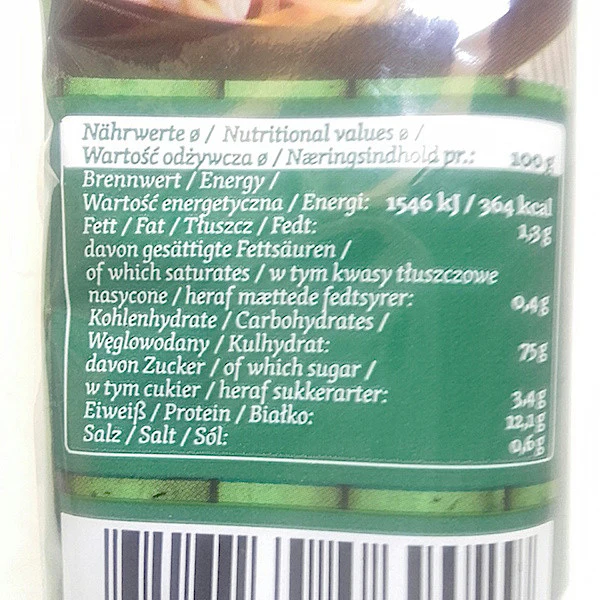 Nährwerte ø / Nutritional values ø /
Wartość odżywcza ø / Næringsindhold pr.: 100 g
Brennwert / Energy /
Wartość energetyczna / Energi: 1546 kJ / 364 kcal
Fett / Fat / Tłuszcz / Fedt: 1,3 g
davon gesättigte Fettsäuren /
of which saturates / w tym kwasy tłuszczowe
nasycone / heraf mættede fedtsyrer: 0,4 g
Kohlenhydrate / Carbohydrates /
Węglowodany / Kulhydrat: 75 g
davon Zucker / of which sugar /
w tym cukier / heraf sukkerarter: 3,4 g
Eiweiß / Protein / Białko: 12,1 g
Salz / Salt / Sól: 0,6 g